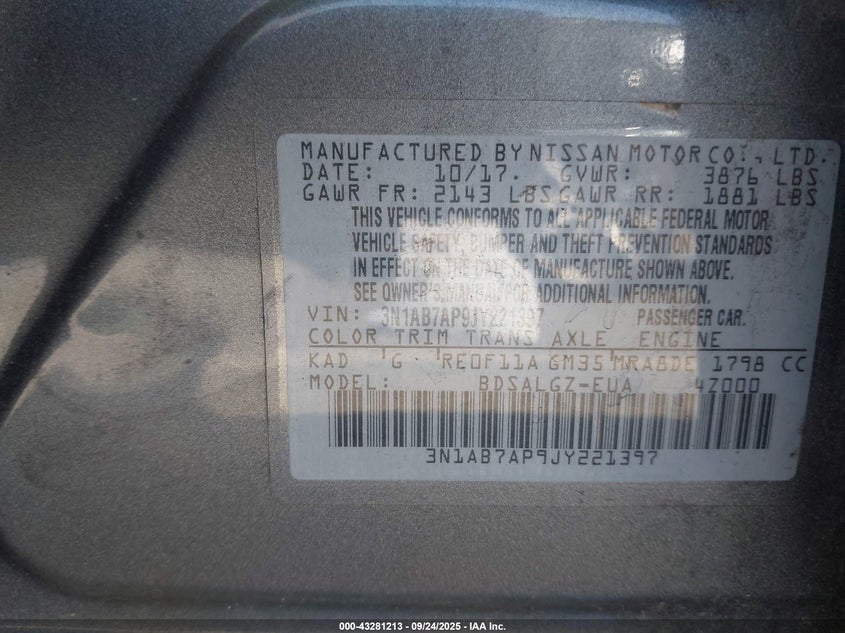 MANUFACTURED BY NISSAN MOTOR CO., LTD.
DATE: 10/17. GVWR: 3876 LBS
GAWR FR: 2143 LBS GAWR RR: 1881 LBS
THIS VEHICLE CONFORMS TO ALL APPLICABLE FEDERAL MOTOR
VEHICLE SAFETY, BUMPER AND THEFT PREVENTION STANDARDS
IN EFFECT ON THE DATE OF MANUFACTURE SHOWN ABOVE.
SEE OWNER'S MANUAL FOR ADDITIONAL INFORMATION.
VIN: 3N1AB7AP9JY221397 PASSENGER CAR.
COLOR TRIM TRANS AXLE ENGINE
KAD G RE0F11A GM35 MRA8DE 1798 CC
MODEL: BDSALGZ-EUA 4Z000
3N1AB7AP9JY221397
000-43281213 - 09/24/2025 - IAA Inc.